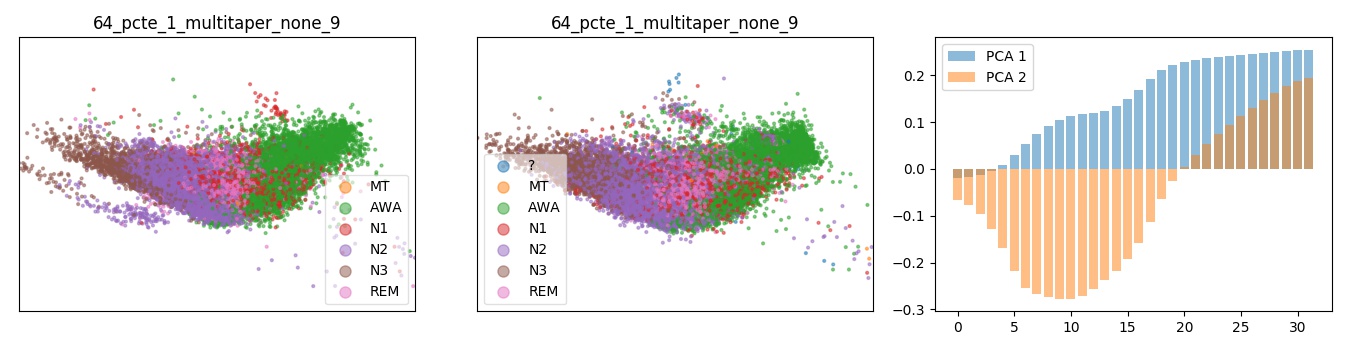 64_pcte_1_multitaper_none_9
MT
AWA
N1
N2
N3
REM
64_pcte_1_multitaper_none_9
?
MT
AWA
N1
N2
N3
REM
PCA 1
PCA 2
0.2
0.1
0.0
−0.1
−0.2
−0.3
0 5 10 15 20 25 30